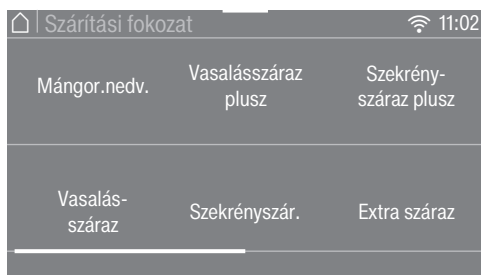 Szárítási fokozat
11:02
Mángor.nedv.
Vasalásszáraz
plusz
Szekrény-
száraz plusz
Vasalás-
száraz
Szekrényszár.
Extra száraz